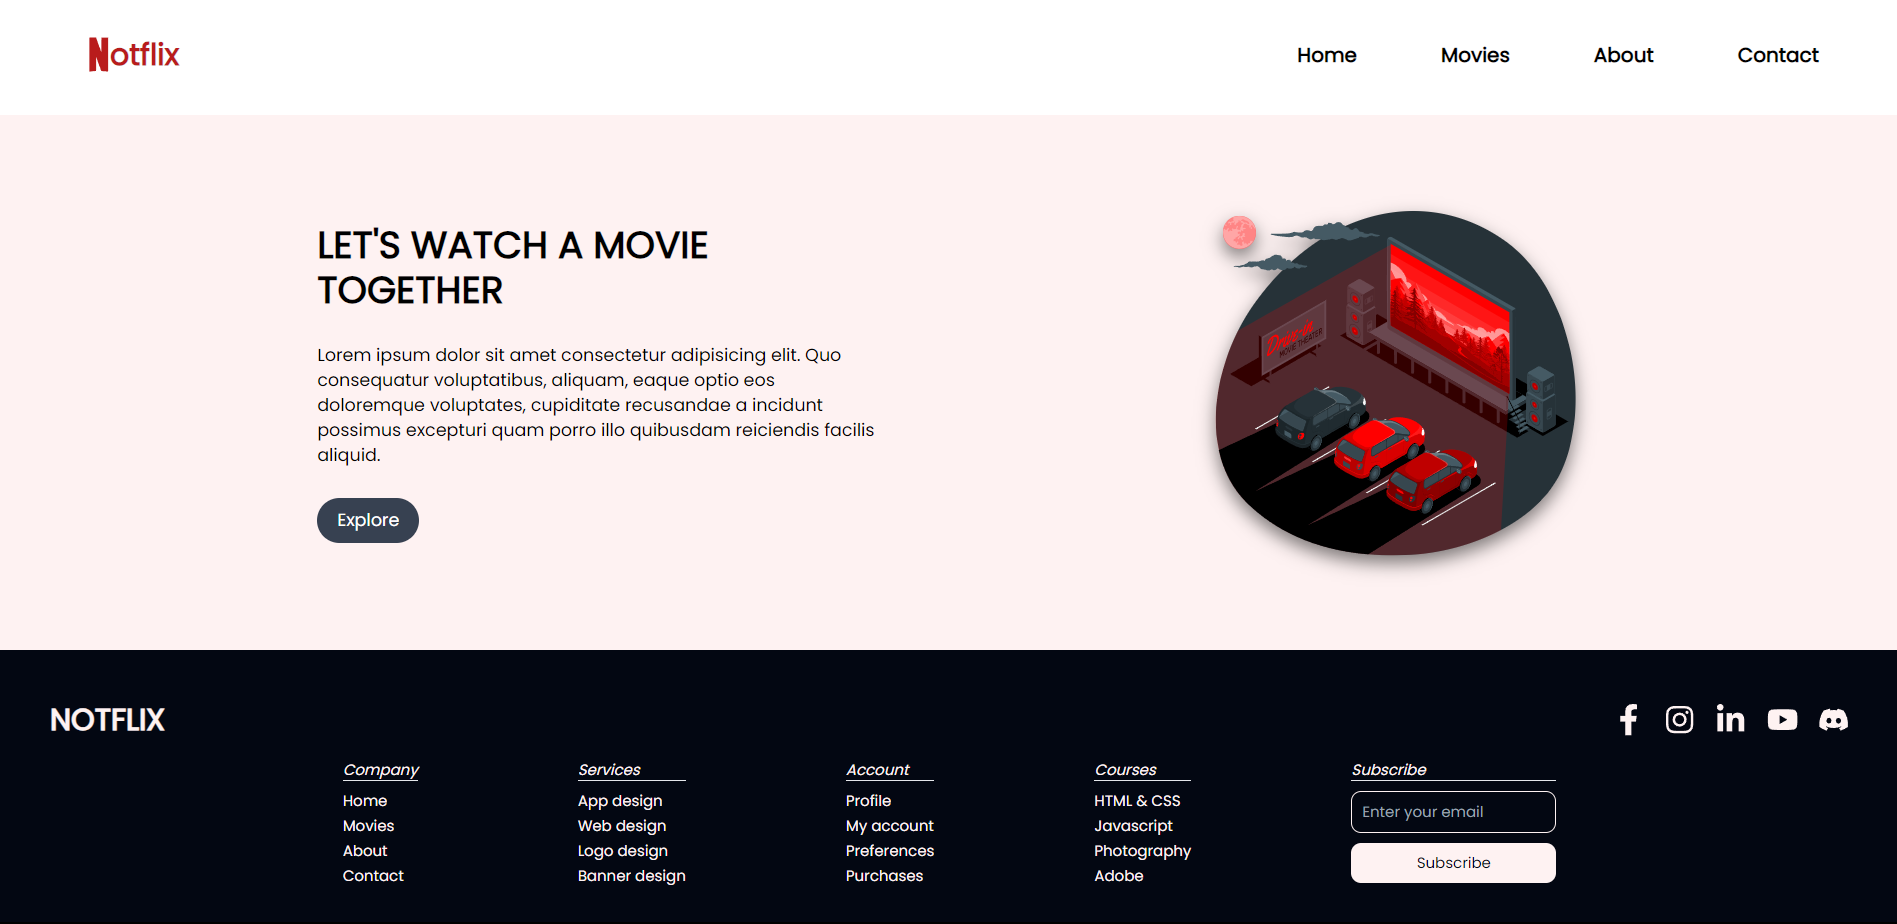 Notflix
Home Movies About Contact
LET'S WATCH A MOVIE
TOGETHER
Lorem ipsum dolor sit amet consectetur adipisicing elit. Quo
consequatur voluptatibus, aliquam, eaque optio eos
doloremque voluptates, cupiditate recusandae a incidunt
possimus excepturi quam porro illo quibusdam reiciendis facilis
aliquid.
Explore
Drive-in
MOVIE THEATER
NOTFLIX
Company
Home
Movies
About
Contact
Services
App design
Web design
Logo design
Banner design
Account
Profile
My account
Preferences
Purchases
Courses
HTML & CSS
Javascript
Photography
Adobe
Subscribe
Enter your email
Subscribe